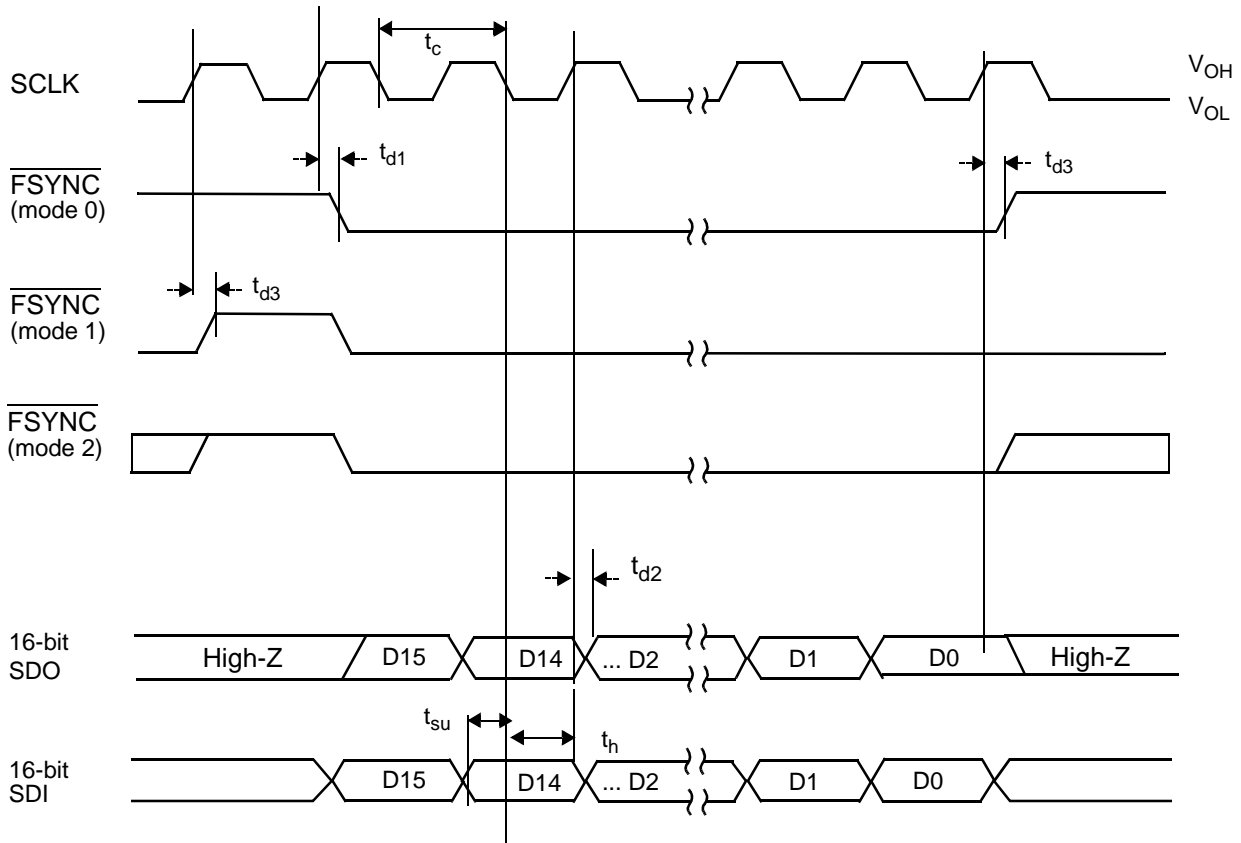 t_c
SCLK
V_OH
V_OL
t_d1
t_d3
FSYNC
(mode 0)
t_d3
FSYNC
(mode 1)
FSYNC
(mode 2)
t_d2
16-bit
SDO
High-Z D15 D14 ... D2 D1 D0 High-Z
t_su
t_h
16-bit
SDI
D15 D14 ... D2 D1 D0